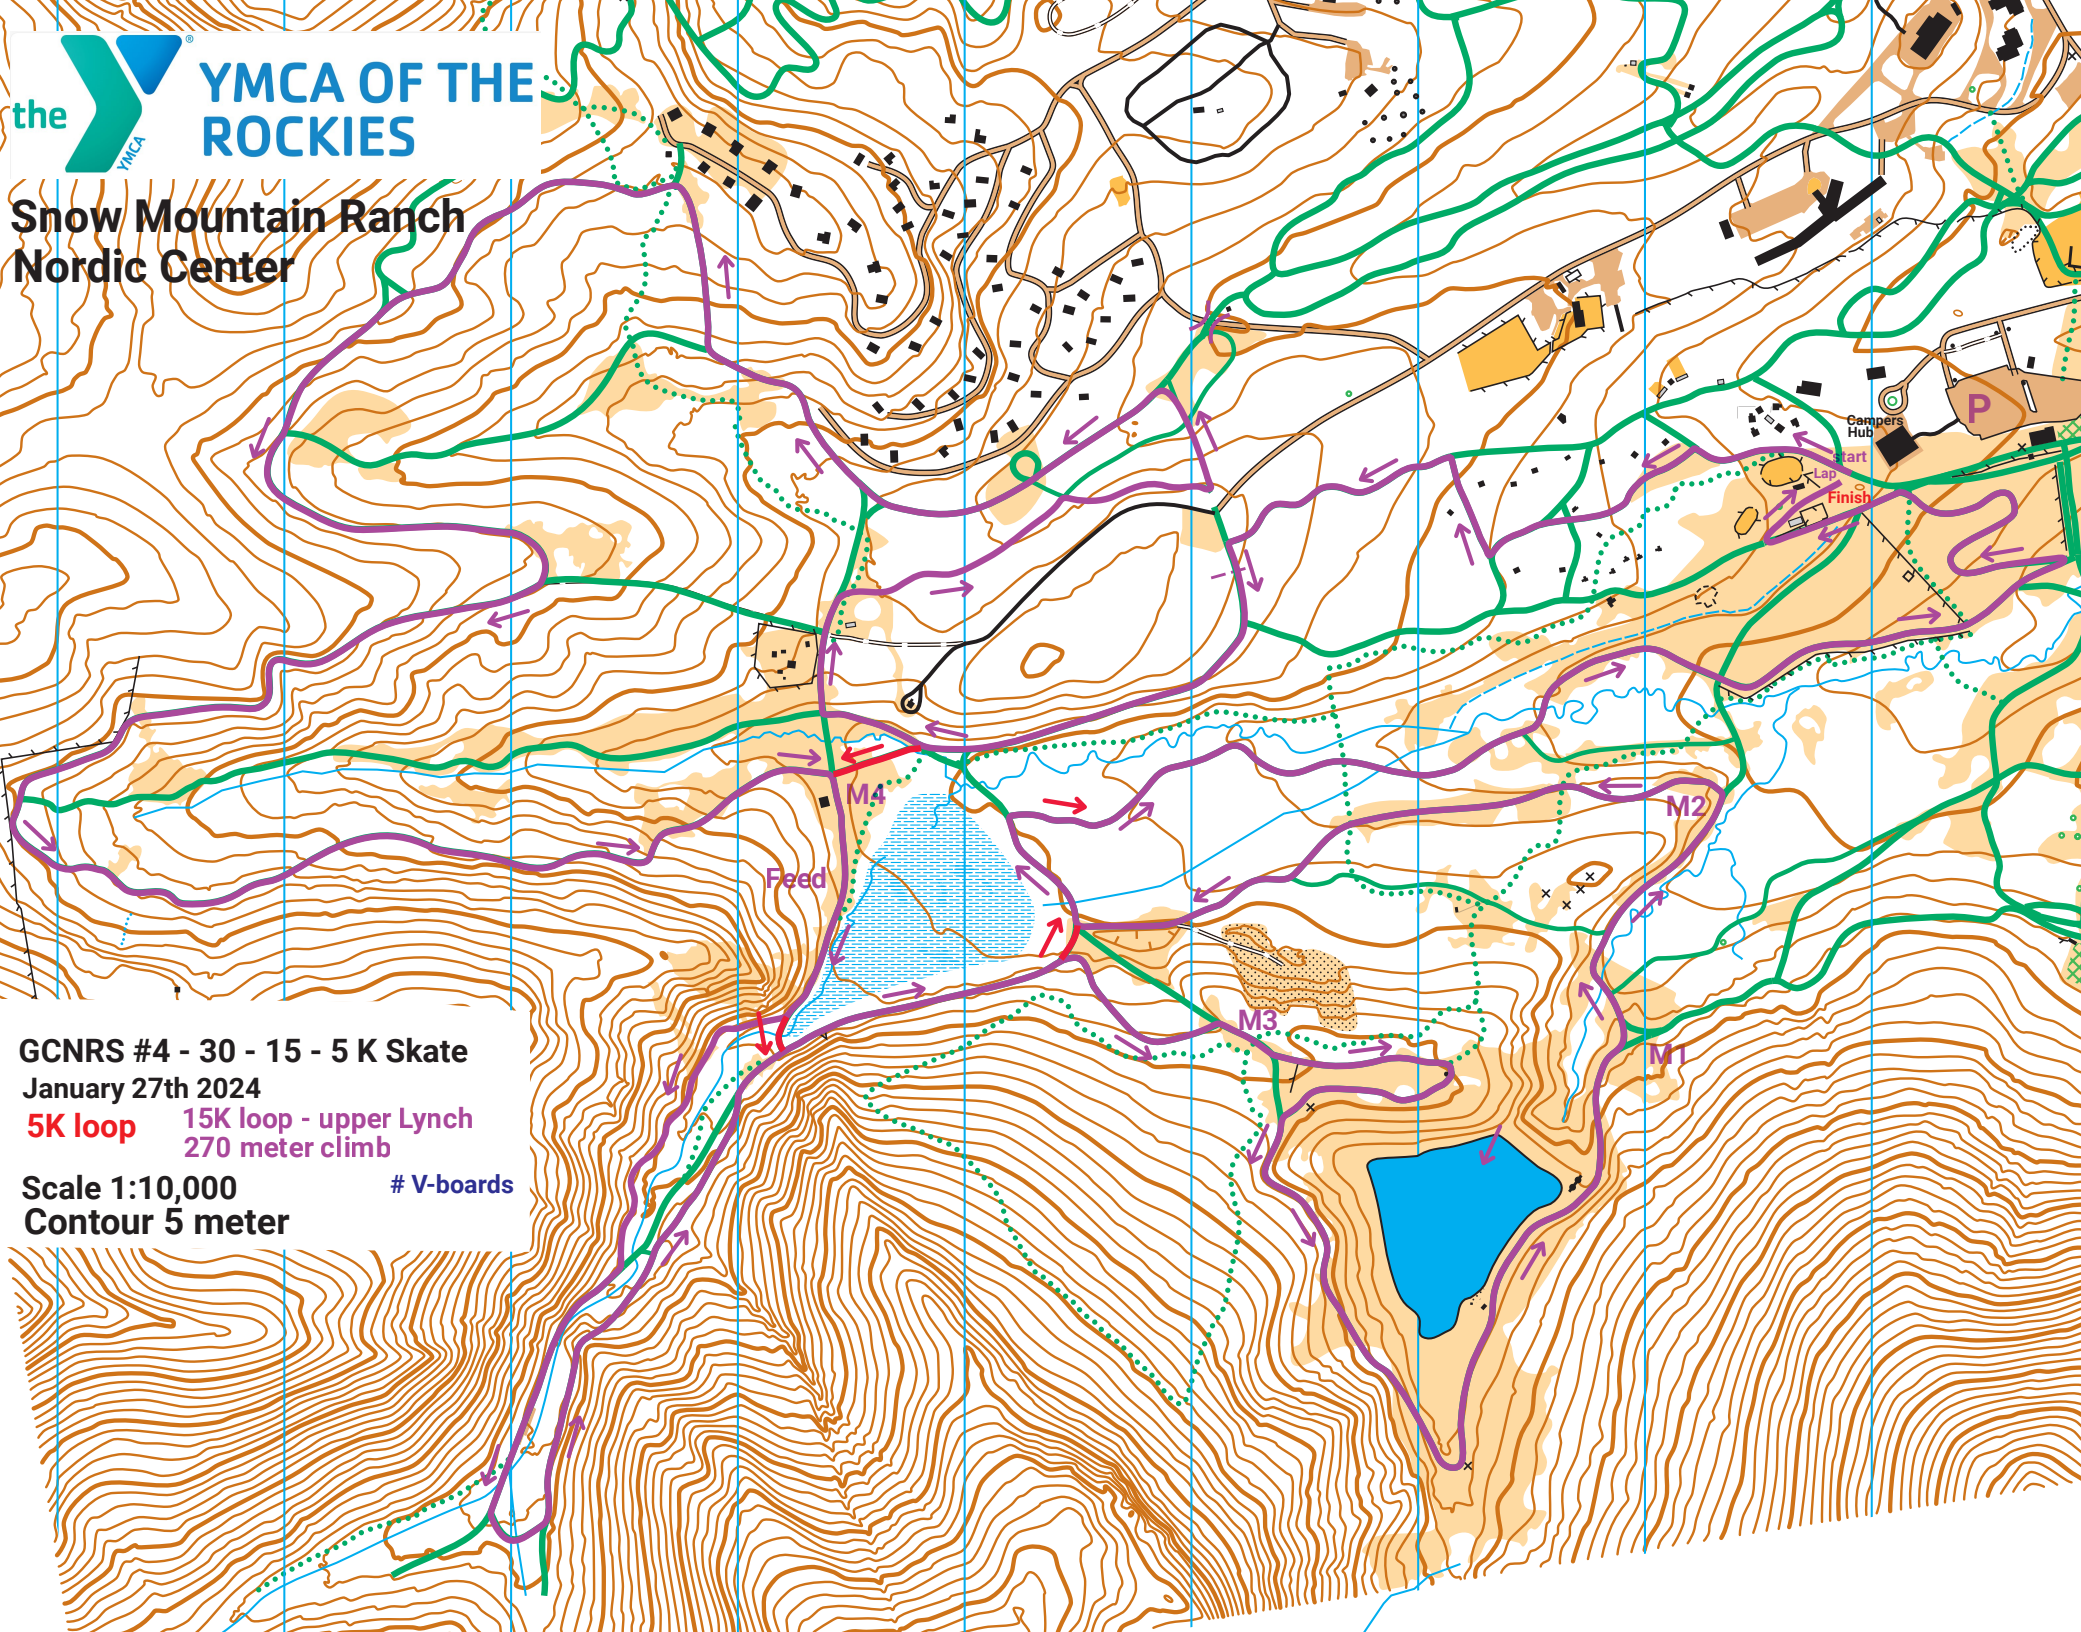 the
YMCA
®
YMCA OF THE
ROCKIES
Snow Mountain Ranch
Nordic Center
P
L
Campers
Hub
start
Lap
Finish
M4
M2
Feed
M3
M1
GCNRS #4 - 30 - 15 - 5 K Skate
January 27th 2024
5K loop
15K loop - upper Lynch
270 meter climb
Scale 1:10,000
# V-boards
Contour 5 meter